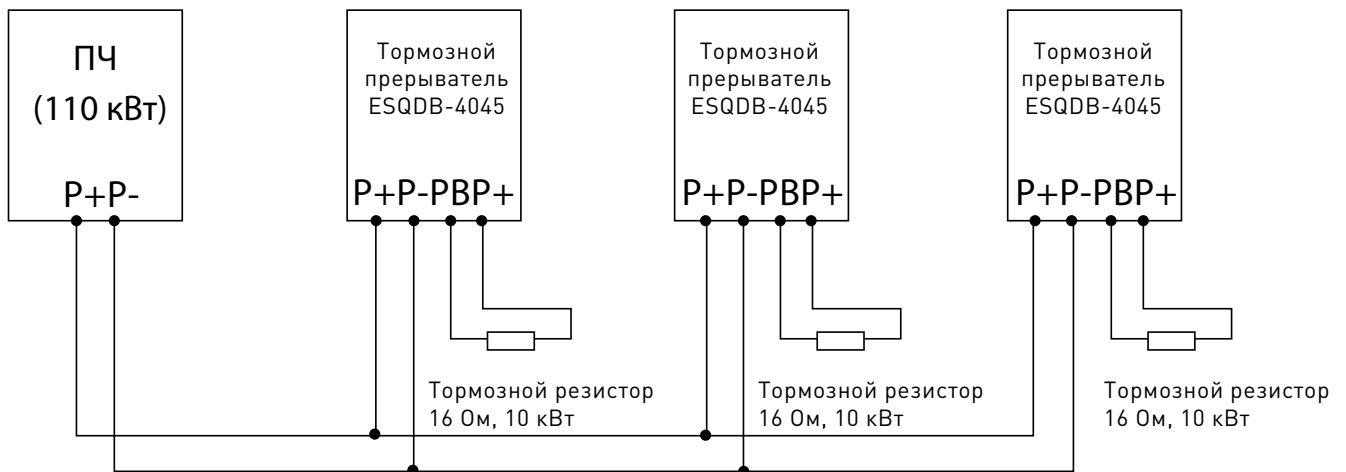 ПЧ
(110 кВт)
P+P-
Тормозной
прерыватель
ESQDB-4045
P+P-PBP+
Тормозной
прерыватель
ESQDB-4045
P+P-PBP+
Тормозной
прерыватель
ESQDB-4045
P+P-PBP+
Тормозной резистор
16 Ом, 10 кВт
Тормозной резистор
16 Ом, 10 кВт
Тормозной резистор
16 Ом, 10 кВт